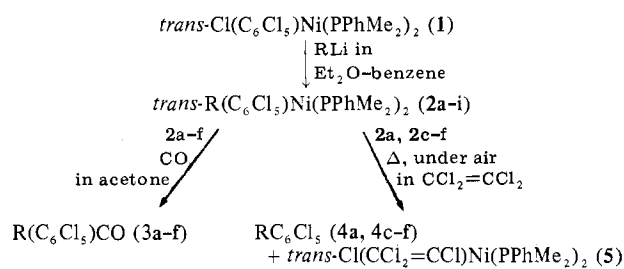 trans-Cl(C₆Cl₅)Ni(PPhMe₂)₂ (1)
RLi in
Et₂O-benzene
trans-R(C₆Cl₅)Ni(PPhMe₂)₂ (2a-i)
2a-f
CO
in acetone
2a, 2c-f
Δ, under air
in CCl₂=CCl₂
R(C₆Cl₅)CO (3a-f)
RC₆Cl₅ (4a, 4c-f)
+ trans-Cl(CCl₂=CCl)Ni(PPhMe₂)₂ (5)